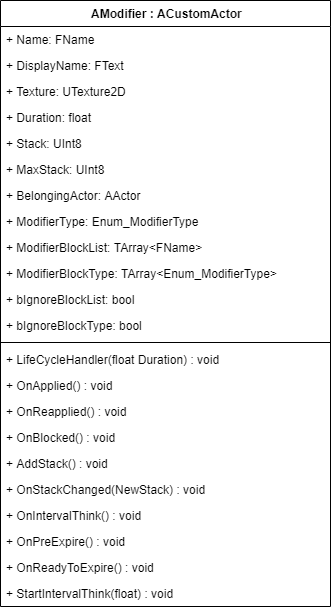 AModifier : ACustomActor
+ Name: FName
+ DisplayName: FText
+ Texture: UTexture2D
+ Duration: float
+ Stack: UInt8
+ MaxStack: UInt8
+ BelongingActor: AActor
+ ModifierType: Enum_ModifierType
+ ModifierBlockList: TArray<FName>
+ ModifierBlockType: TArray<Enum_ModifierType>
+ bIgnoreBlockList: bool
+ bIgnoreBlockType: bool
+ LifeCycleHandler(float Duration) : void
+ OnApplied() : void
+ OnReapplied() : void
+ OnBlocked() : void
+ AddStack() : void
+ OnStackChanged(NewStack) : void
+ OnIntervalThink() : void
+ OnPreExpire() : void
+ OnReadyToExpire() : void
+ StartIntervalThink(float) : void